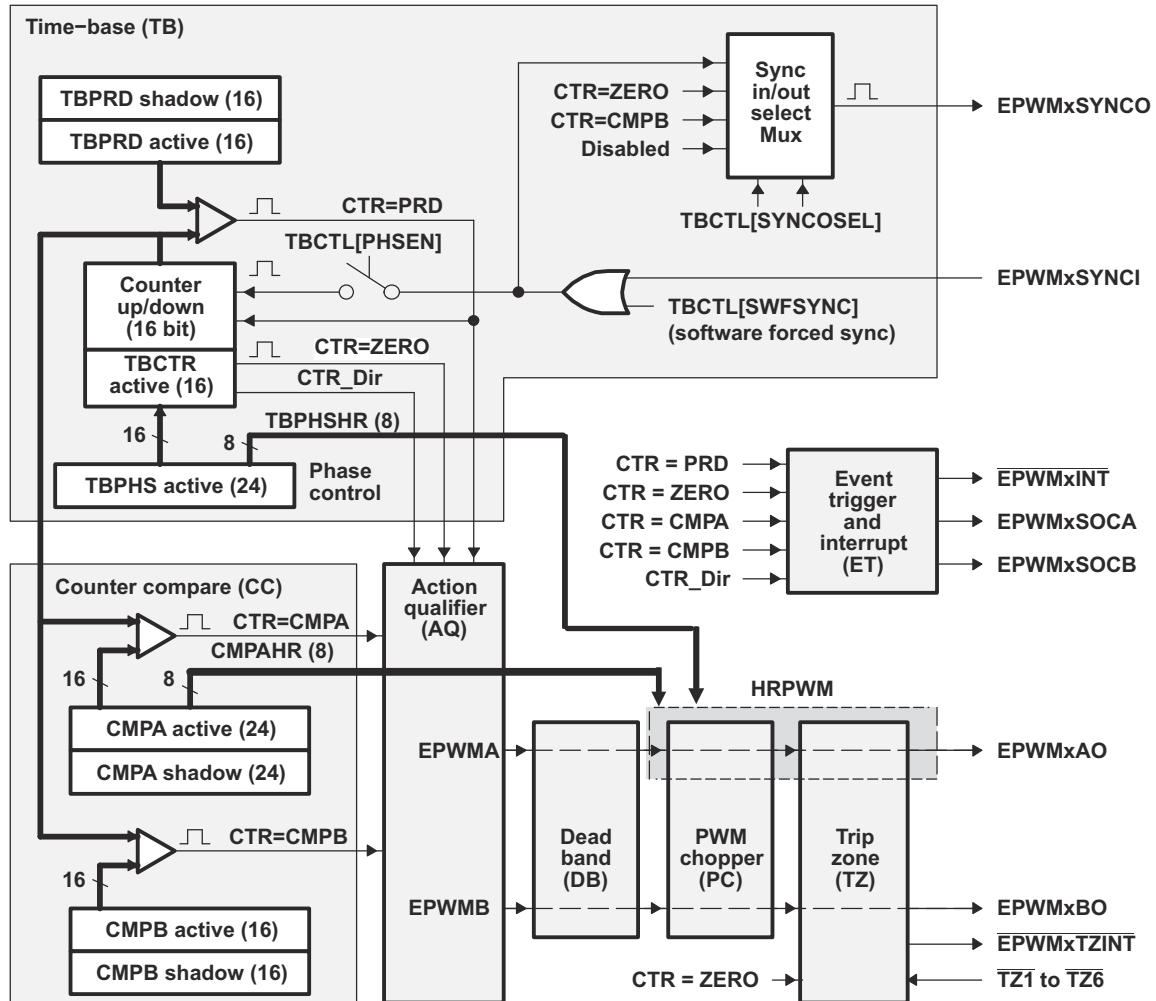 Time−base (TB)
TBPRD shadow (16)
TBPRD active (16)
CTR=ZERO
CTR=CMPB
Disabled
Sync
in/out
select
Mux
EPWMxSYNCO
TBCTL[SYNCOSEL]
CTR=PRD
TBCTL[PHSEN]
Counter
up/down
(16 bit)
TBCTR
active (16)
EPWMxSYNCI
TBCTL[SWFSYNC]
(software forced sync)
CTR=ZERO
CTR_Dir
TBPHSHR (8)
16
8
TBPHS active (24)
Phase
control
CTR = PRD
CTR = ZERO
CTR = CMPA
CTR = CMPB
CTR_Dir
Event
trigger
and
interrupt
(ET)
EPWMxINT
EPWMxSOCA
EPWMxSOCB
Counter compare (CC)
CTR=CMPA
CMPAHR (8)
16
8
CMPA active (24)
CMPA shadow (24)
CTR=CMPB
16
CMPB active (16)
CMPB shadow (16)
Action
qualifier
(AQ)
EPWMA
EPWMB
HRPWM
Dead
band
(DB)
PWM
chopper
(PC)
Trip
zone
(TZ)
CTR = ZERO
EPWMxAO
EPWMxBO
EPWMxTZINT
TZ1 to TZ6